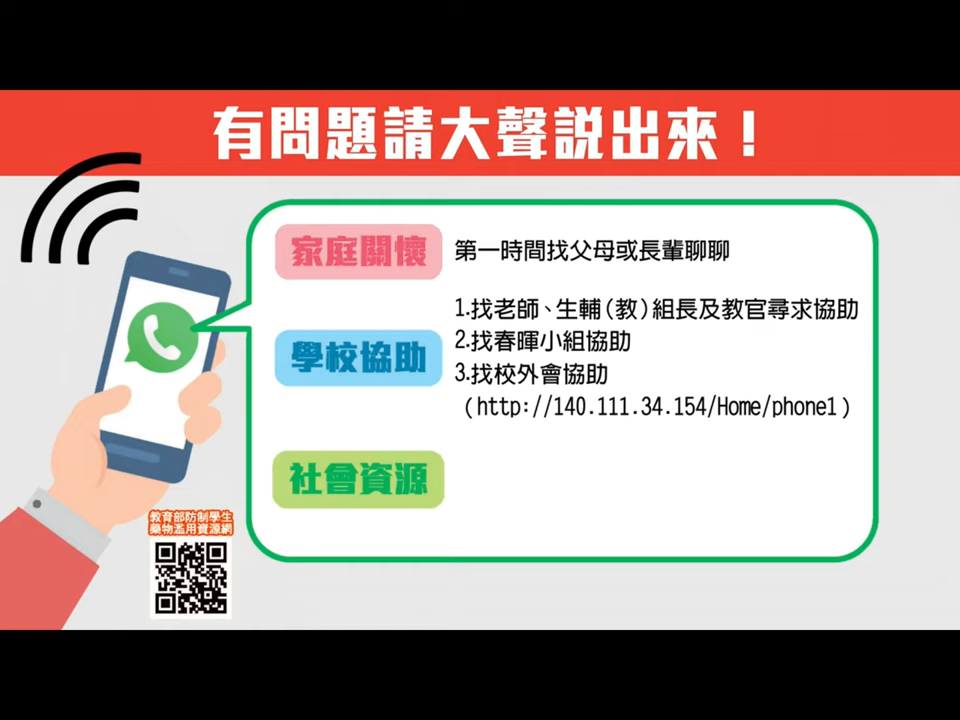 有問題請大聲説出來！
家庭關懷
第一時間找父母或長輩聊聊
學校協助
1.找老師、生輔(教)組長及教官尋求協助
2.找春暉小組協助
3.找校外會協助
(http://140.111.34.154/Home/phone1)
社會資源
教育部防制學生
藥物濫用資源網